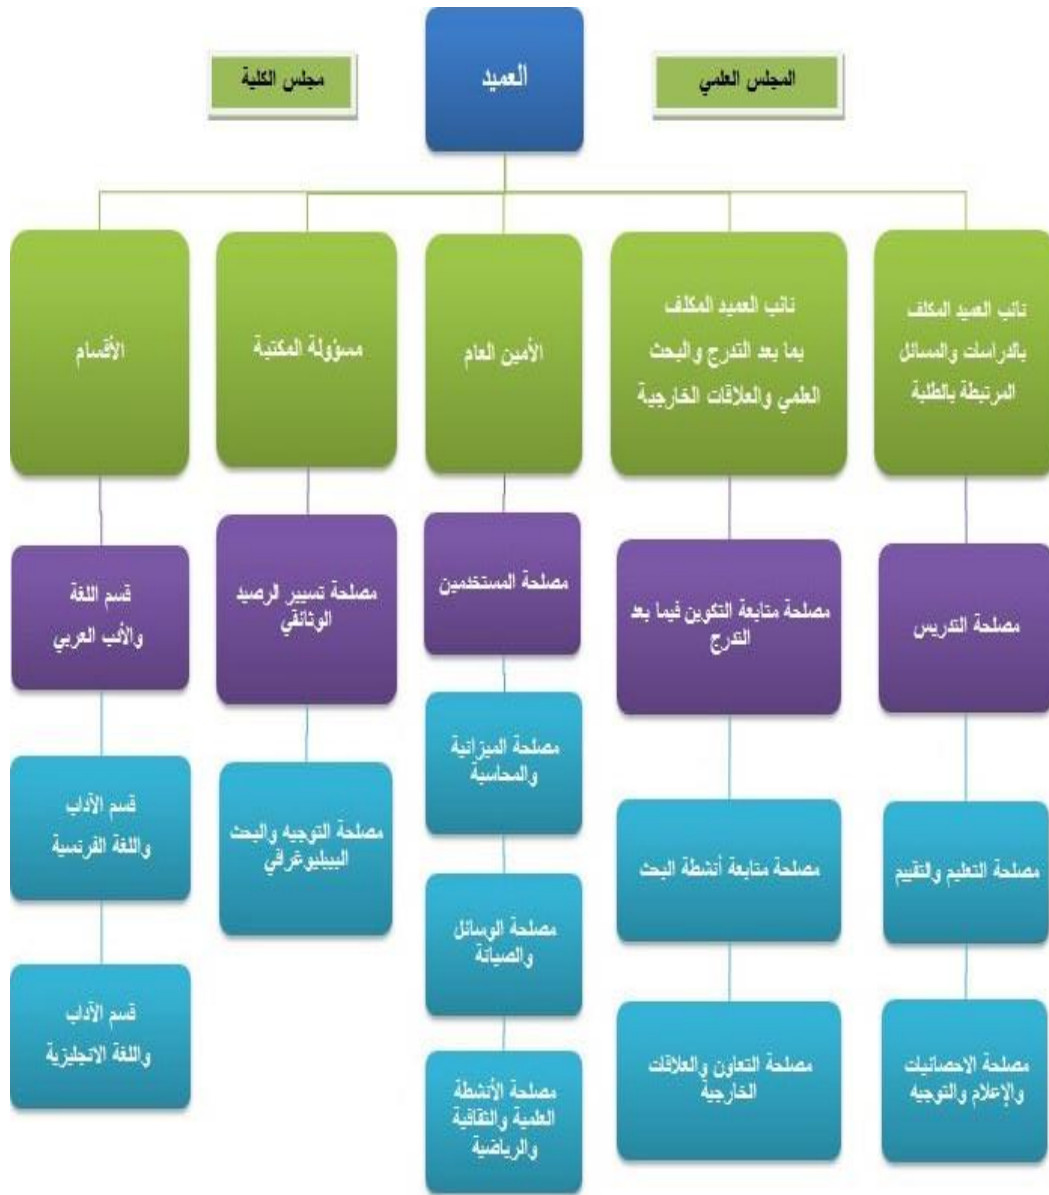 المجلس العلمي
العميد
مجلس الكلية
نائب العميد المكلف
بالدراسات والمسائل
المرتبطة بالطلبة
نائب العميد المكلف
بما بعد التدرج والبحث
العلمي والعلاقات الخارجية
الأمين العام
مسؤولة المكتبة
الأقسام
مصلحة التدريس
مصلحة متابعة التكوين فيما بعد
التدرج
مصلحة المستخدمين
مصلحة تسيير الرصيد
الوثائقي
قسم اللغة
والأدب العربي
مصلحة التعليم والتقييم
مصلحة متابعة أنشطة البحث
مصلحة الميزانية
والمحاسبة
مصلحة التوجيه والبحث
البيبليوغرافي
قسم الآداب
واللغة الفرنسية
مصلحة الاحصائيات
والإعلام والتوجيه
مصلحة التعاون والعلاقات
الخارجية
مصلحة الوسائل
والصيانة
مصلحة الأنشطة
العلمية والثقافية
والرياضية
قسم الآداب
واللغة الانجليزية